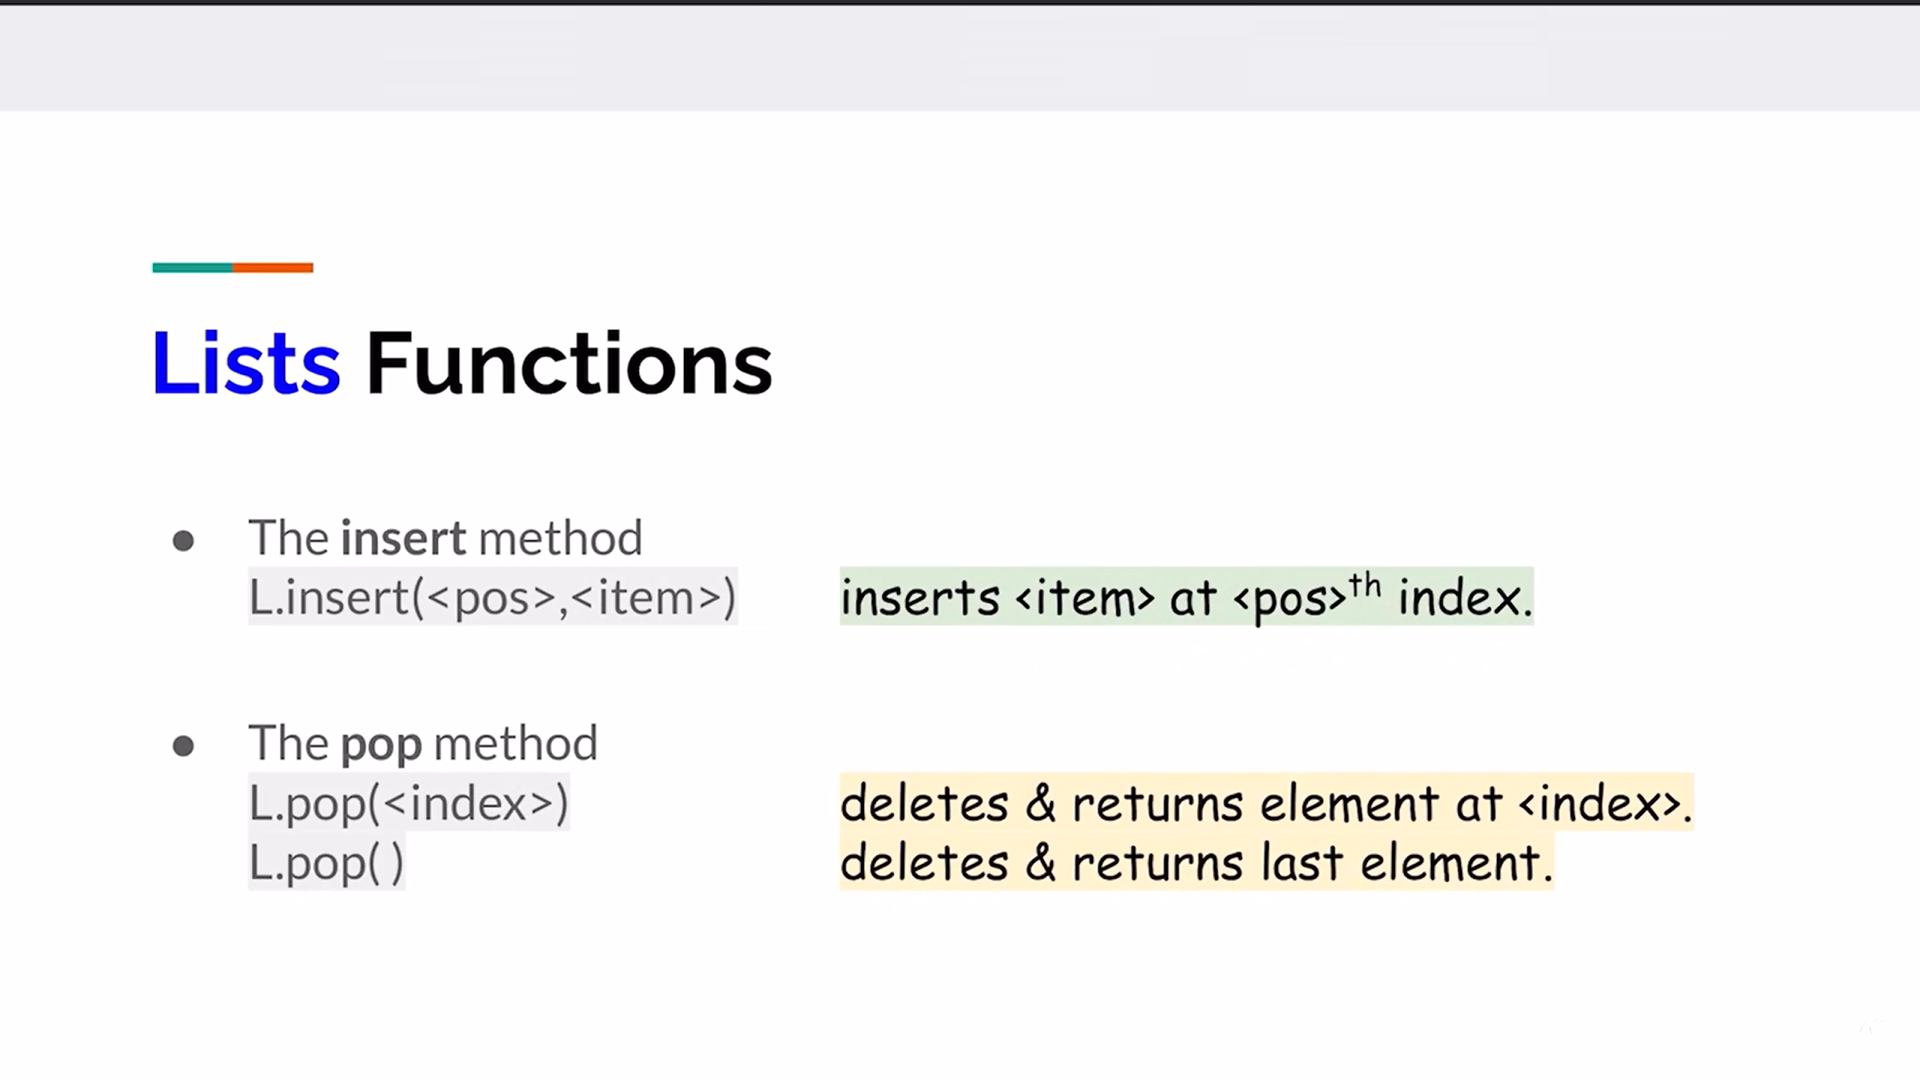 Lists Functions
● The insert method
L.insert(<pos>,<item>) inserts <item> at <pos>th index.
● The pop method
L.pop(<index>) deletes & returns element at <index>.
L.pop( ) deletes & returns last element.